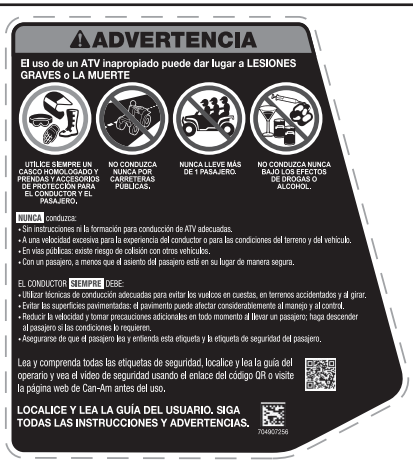 ADVERTENCIA
El uso de un ATV inapropiado puede dar lugar a LESIONES
GRAVES o LA MUERTE
UTILICE SIEMPRE UN
CASCO HOMOLOGADO Y
PRENDAS Y ACCESORIOS
DE PROTECCIÓN PARA
EL CONDUCTOR Y EL
PASAJERO.
NO CONDUZCA
NUNCA POR
CARRETERAS
PÚBLICAS.
NUNCA LLEVE MÁS
DE 1 PASAJERO.
NO CONDUZCA NUNCA
BAJO LOS EFECTOS
DE DROGAS O
ALCOHOL.
NUNCA conduzca:
• Sin instrucciones ni la formación para conducción de ATV adecuadas.
• A una velocidad excesiva para la experiencia del conductor o para las condiciones del terreno y del vehículo.
• En vías públicas: existe riesgo de colisión con otros vehículos.
• Con un pasajero, a menos que el asiento del pasajero esté en su lugar de manera segura.
EL CONDUCTOR SIEMPRE DEBE:
• Utilizar técnicas de conducción adecuadas para evitar los vuelcos en cuestas, en terrenos accidentados y al girar.
• Evitar las superficies pavimentadas: el pavimento puede afectar considerablemente al manejo y al control.
• Reducir la velocidad y tomar precauciones adicionales en todo momento al llevar un pasajero; haga descender
al pasajero si las condiciones lo requieren.
• Asegurarse de que el pasajero lea y entienda esta etiqueta y la etiqueta de seguridad del pasajero.
Lea y comprenda todas las etiquetas de seguridad, localice y lea la guía del
operario y vea el vídeo de seguridad usando el enlace del código QR o visite
la página web de Can-Am antes del uso.
LOCALICE Y LEA LA GUÍA DEL USUARIO. SIGA
TODAS LAS INSTRUCCIONES Y ADVERTENCIAS.
704907256